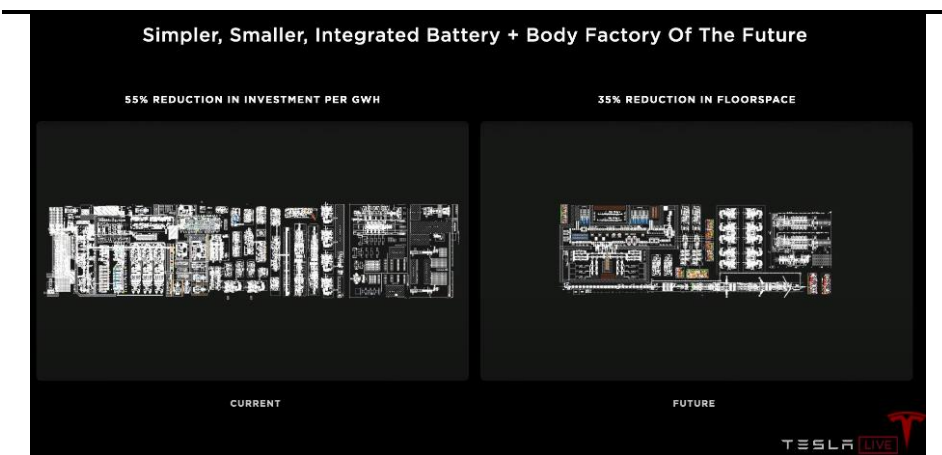 Simpler, Smaller, Integrated Battery + Body Factory Of The Future
55% REDUCTION IN INVESTMENT PER GWH
35% REDUCTION IN FLOORSPACE
CURRENT
FUTURE
TESLA LIVE